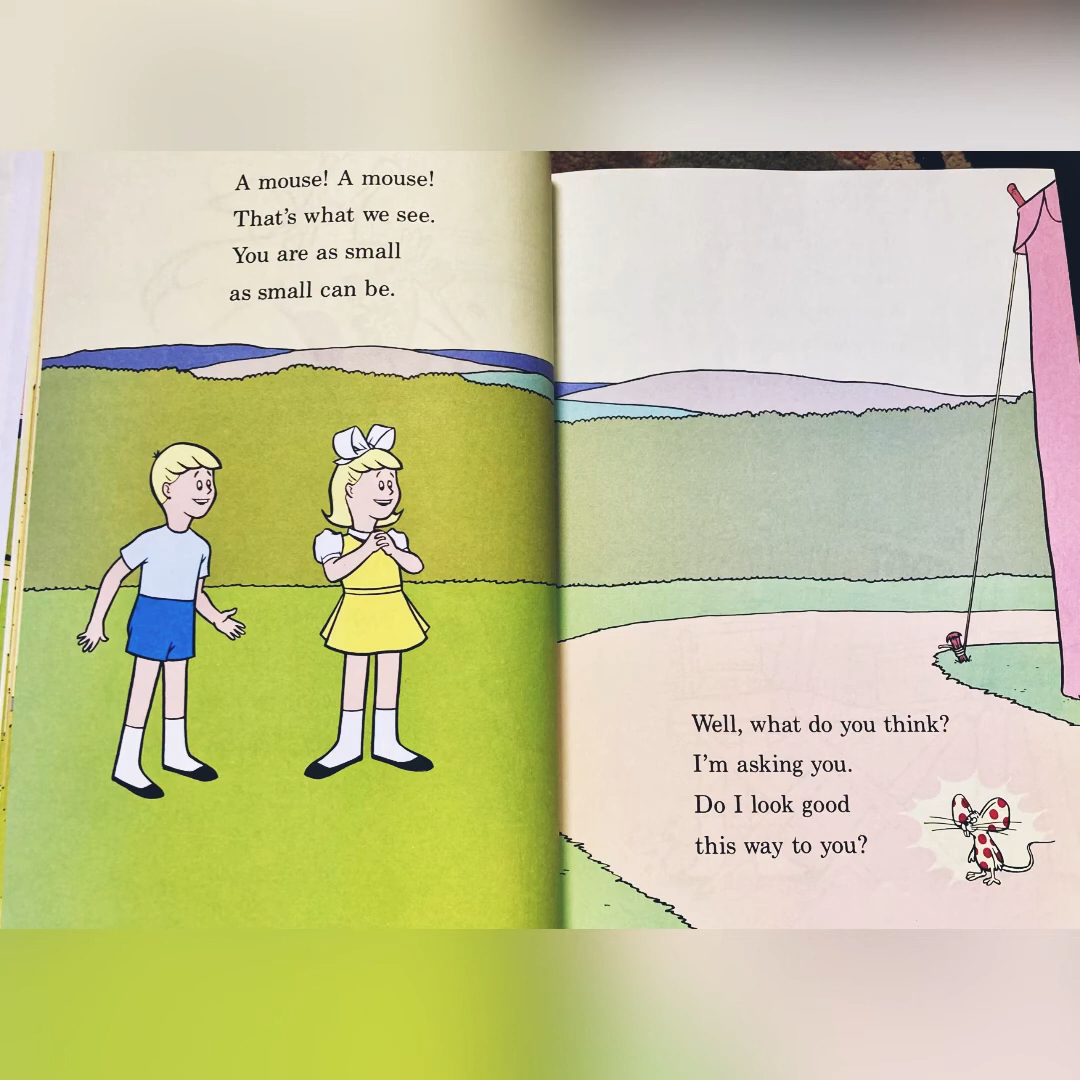 A mouse! A mouse!
That's what we see.
You are as small
as small can be.
Well, what do you think?
I'm asking you.
Do I look good
this way to you?